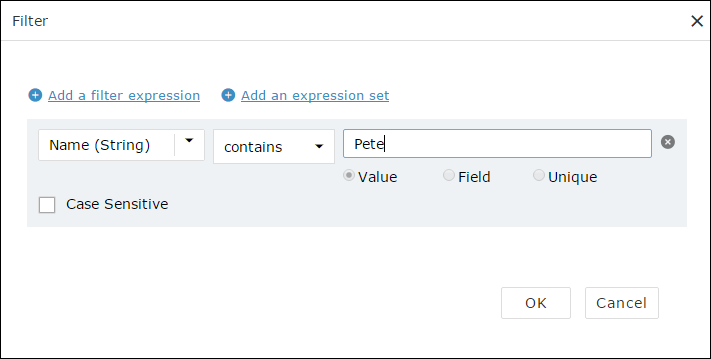 Filter
Add a filter expression Add an expression set
Name (String) contains Pete
Value Field Unique
Case Sensitive
OK Cancel